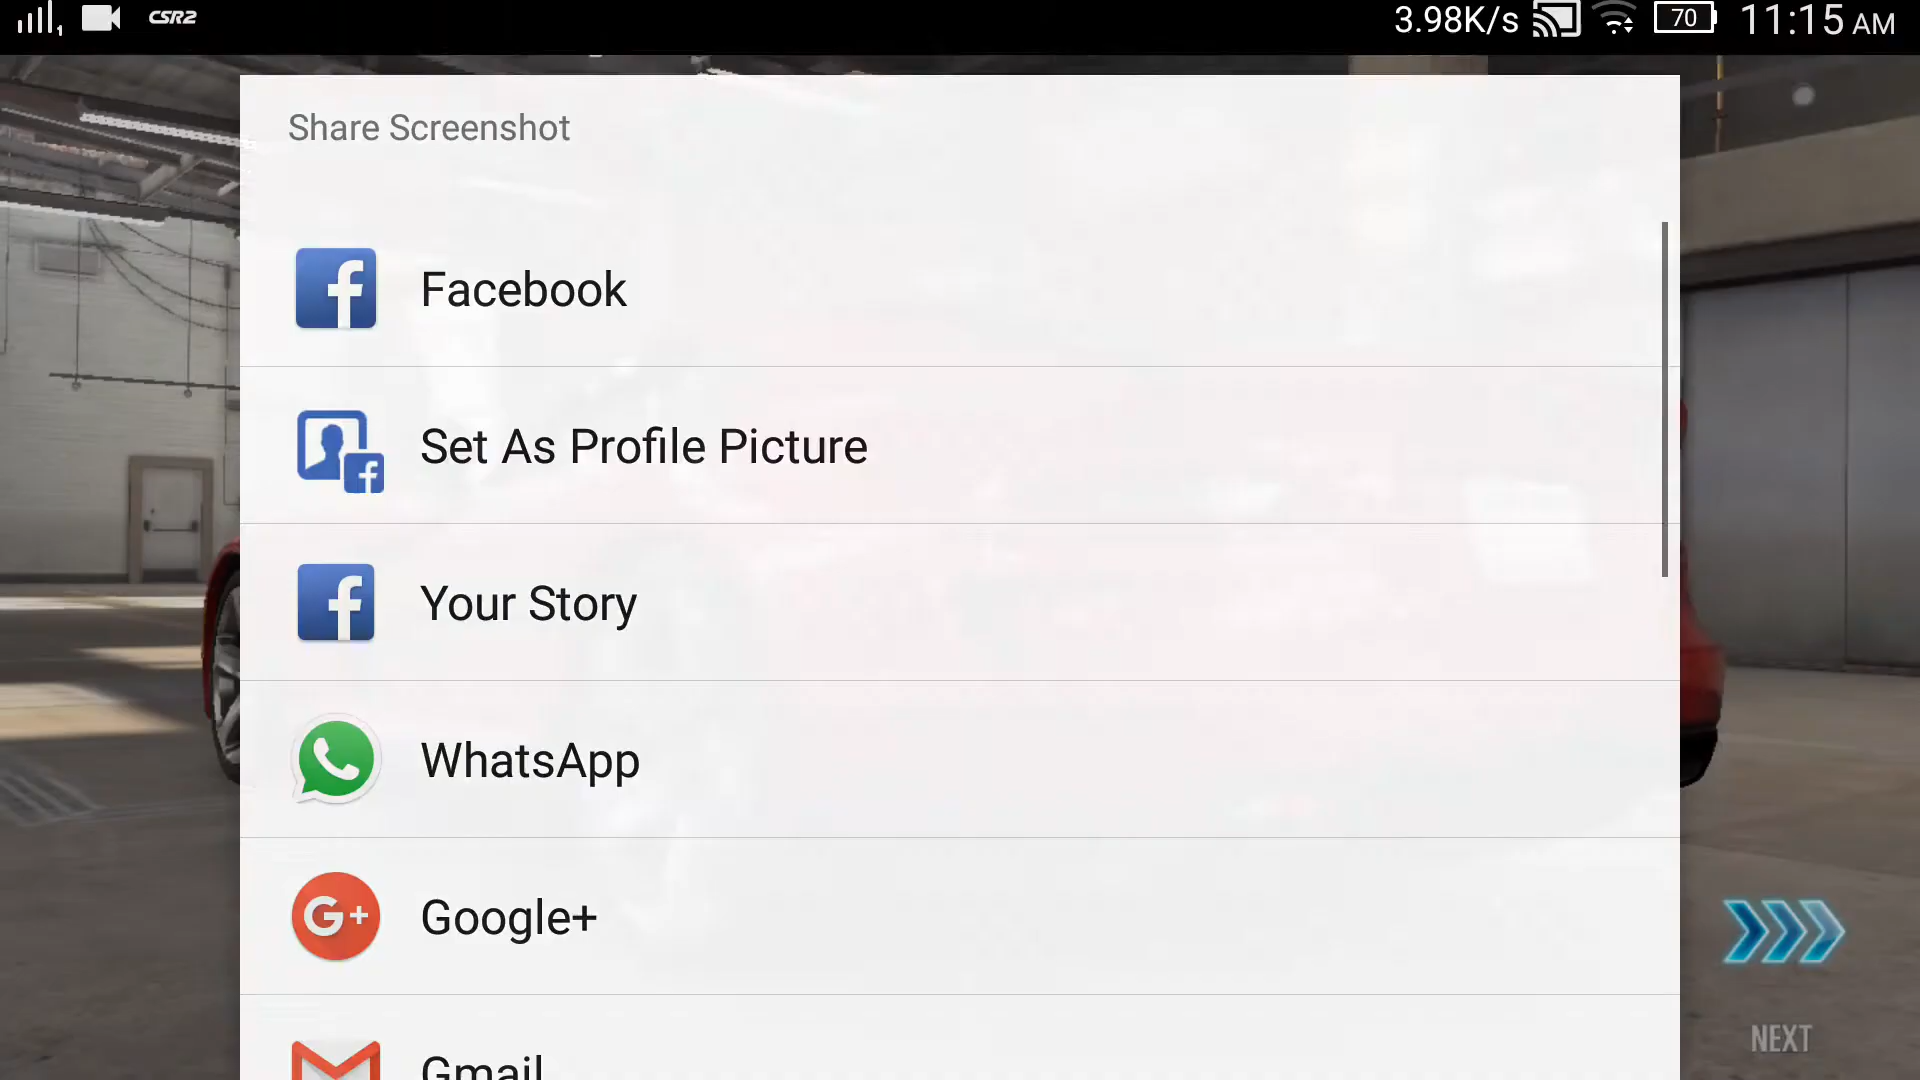 CSR2
3.98K/s
70
11:15 AM
Share Screenshot
Facebook
Set As Profile Picture
Your Story
WhatsApp
G+
Google+
Gmail
NEXT